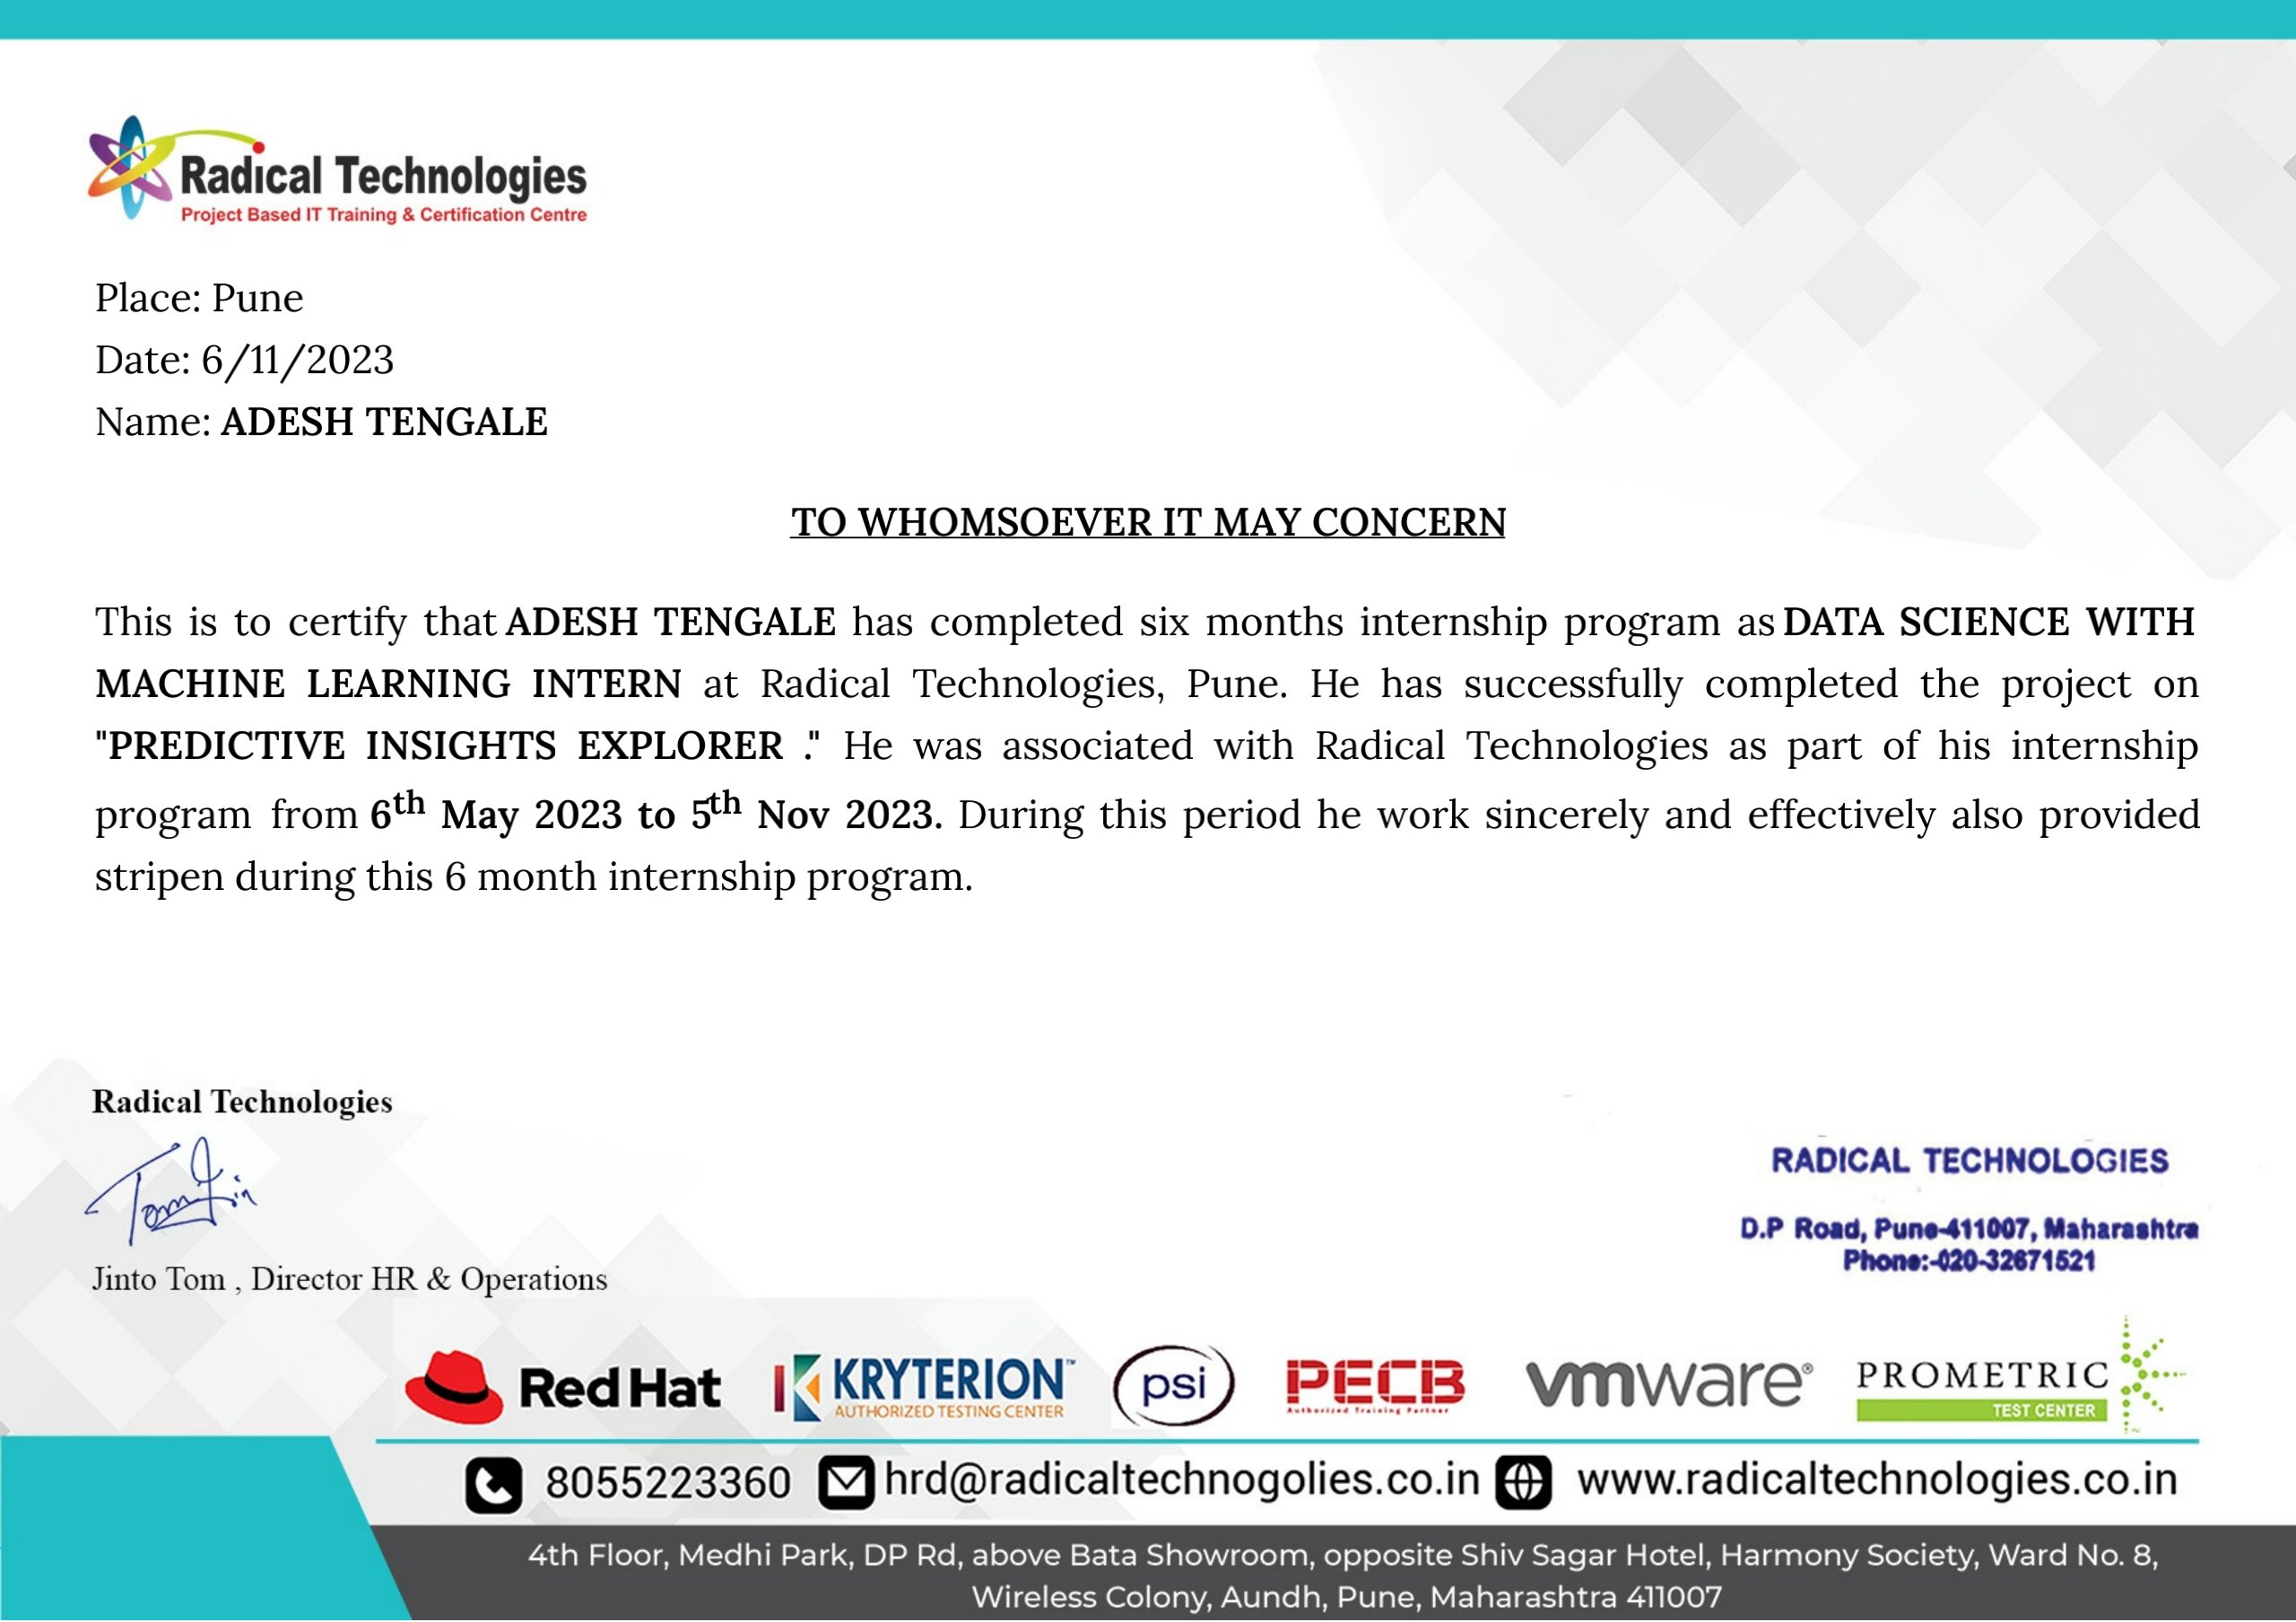 Radical Technologies
Project Based IT Training & Certification Centre
Place: Pune
Date: 6/11/2023
Name: ADESH TENGALE
TO WHOMSOEVER IT MAY CONCERN
This is to certify that ADESH TENGALE has completed six months internship program as DATA SCIENCE WITH
MACHINE LEARNING INTERN at Radical Technologies, Pune. He has successfully completed the project on
"PREDICTIVE INSIGHTS EXPLORER ." He was associated with Radical Technologies as part of his internship
program from 6th May 2023 to 5th Nov 2023. During this period he work sincerely and effectively also provided
stripen during this 6 month internship program.
Radical Technologies
Tom Jin
Jinto Tom , Director HR & Operations
RADICAL TECHNOLOGIES
D.P Road, Pune-411007, Maharashtra
Phone:-020-32671521
Red Hat
KRYTERION™
AUTHORIZED TESTING CENTER
psi
PECB
Authorized Training Partner
vmware®
PROMETRIC
TEST CENTER
8055223360 hrd@radicaltechnogolies.co.in www.radicaltechnologies.co.in
4th Floor, Medhi Park, DP Rd, above Bata Showroom, opposite Shiv Sagar Hotel, Harmony Society, Ward No. 8,
Wireless Colony, Aundh, Pune, Maharashtra 411007